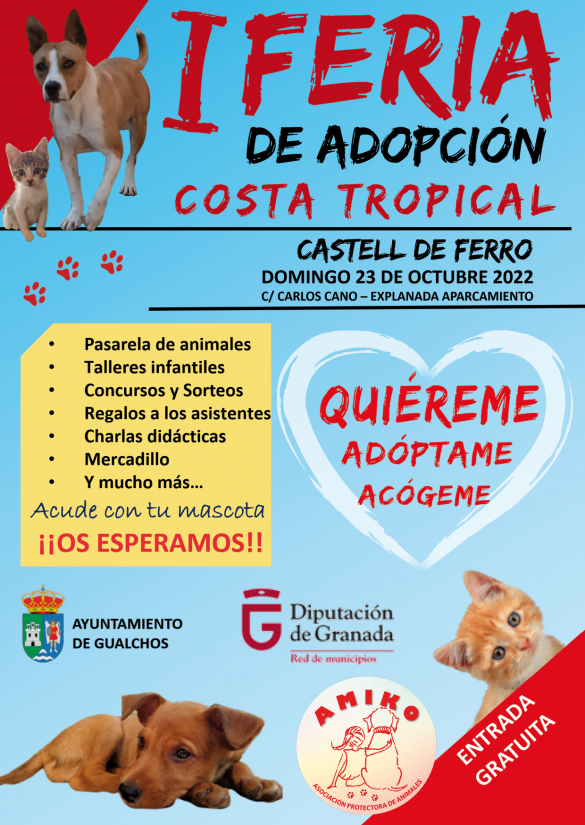 I FERIA
DE ADOPCIÓN
COSTA TROPICAL
CASTELL DE FERRO
DOMINGO 23 DE OCTUBRE 2022
C/ CARLOS CANO – EXPLANADA APARCAMIENTO
• Pasarela de animales
• Talleres infantiles
• Concursos y Sorteos
• Regalos a los asistentes
• Charlas didácticas
• Mercadillo
• Y mucho más...
Acude con tu mascota
¡¡OS ESPERAMOS!!
QUIÉREME
ADÓPTAME
ACÓGEME
AYUNTAMIENTO
DE GUALCHOS
Diputación
de Granada
Red de municipios
AMIKO
ASOCIACIÓN PROTECTORA DE ANIMALES
ENTRADA
GRATUITA